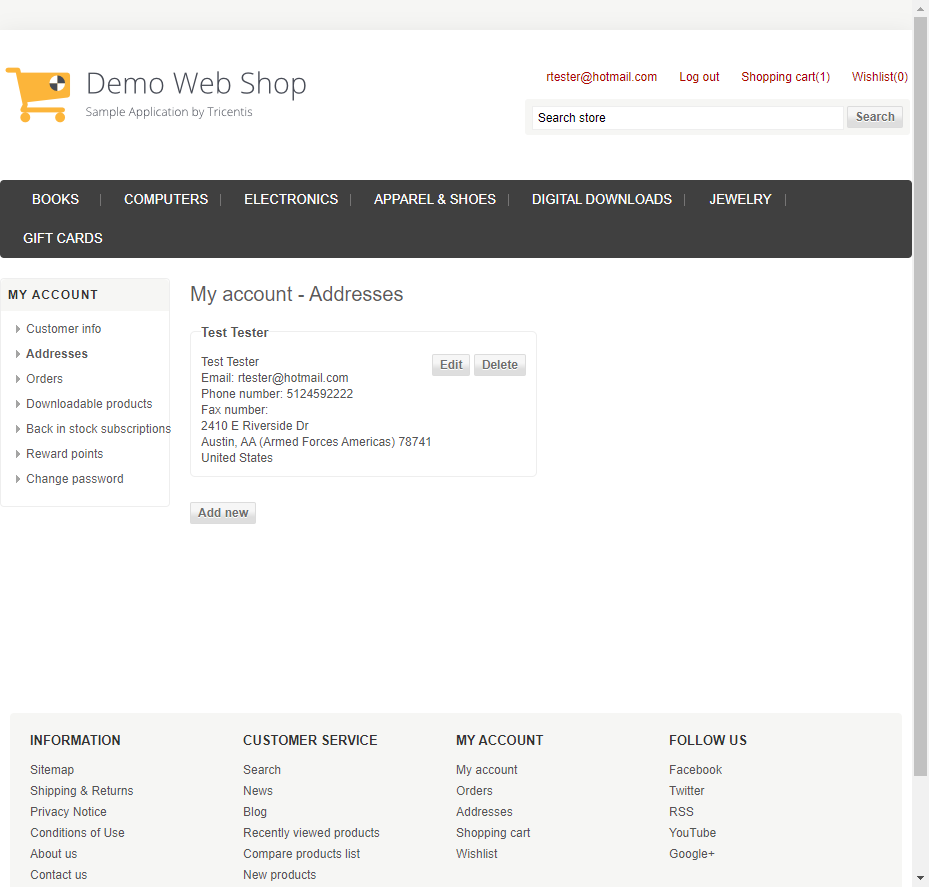 Demo Web Shop
Sample Application by Tricentis
rtester@hotmail.com Log out Shopping cart(1) Wishlist(0)
Search store Search
BOOKS | COMPUTERS | ELECTRONICS | APPAREL & SHOES | DIGITAL DOWNLOADS | JEWELRY |
GIFT CARDS
MY ACCOUNT
Customer info
Addresses
Orders
Downloadable products
Back in stock subscriptions
Reward points
Change password
My account - Addresses
Test Tester
Test Tester
Email: rtester@hotmail.com
Phone number: 5124592222
Fax number:
2410 E Riverside Dr
Austin, AA (Armed Forces Americas) 78741
United States
Edit Delete
Add new
INFORMATION
Sitemap
Shipping & Returns
Privacy Notice
Conditions of Use
About us
Contact us
CUSTOMER SERVICE
Search
News
Blog
Recently viewed products
Compare products list
New products
MY ACCOUNT
My account
Orders
Addresses
Shopping cart
Wishlist
FOLLOW US
Facebook
Twitter
RSS
YouTube
Google+